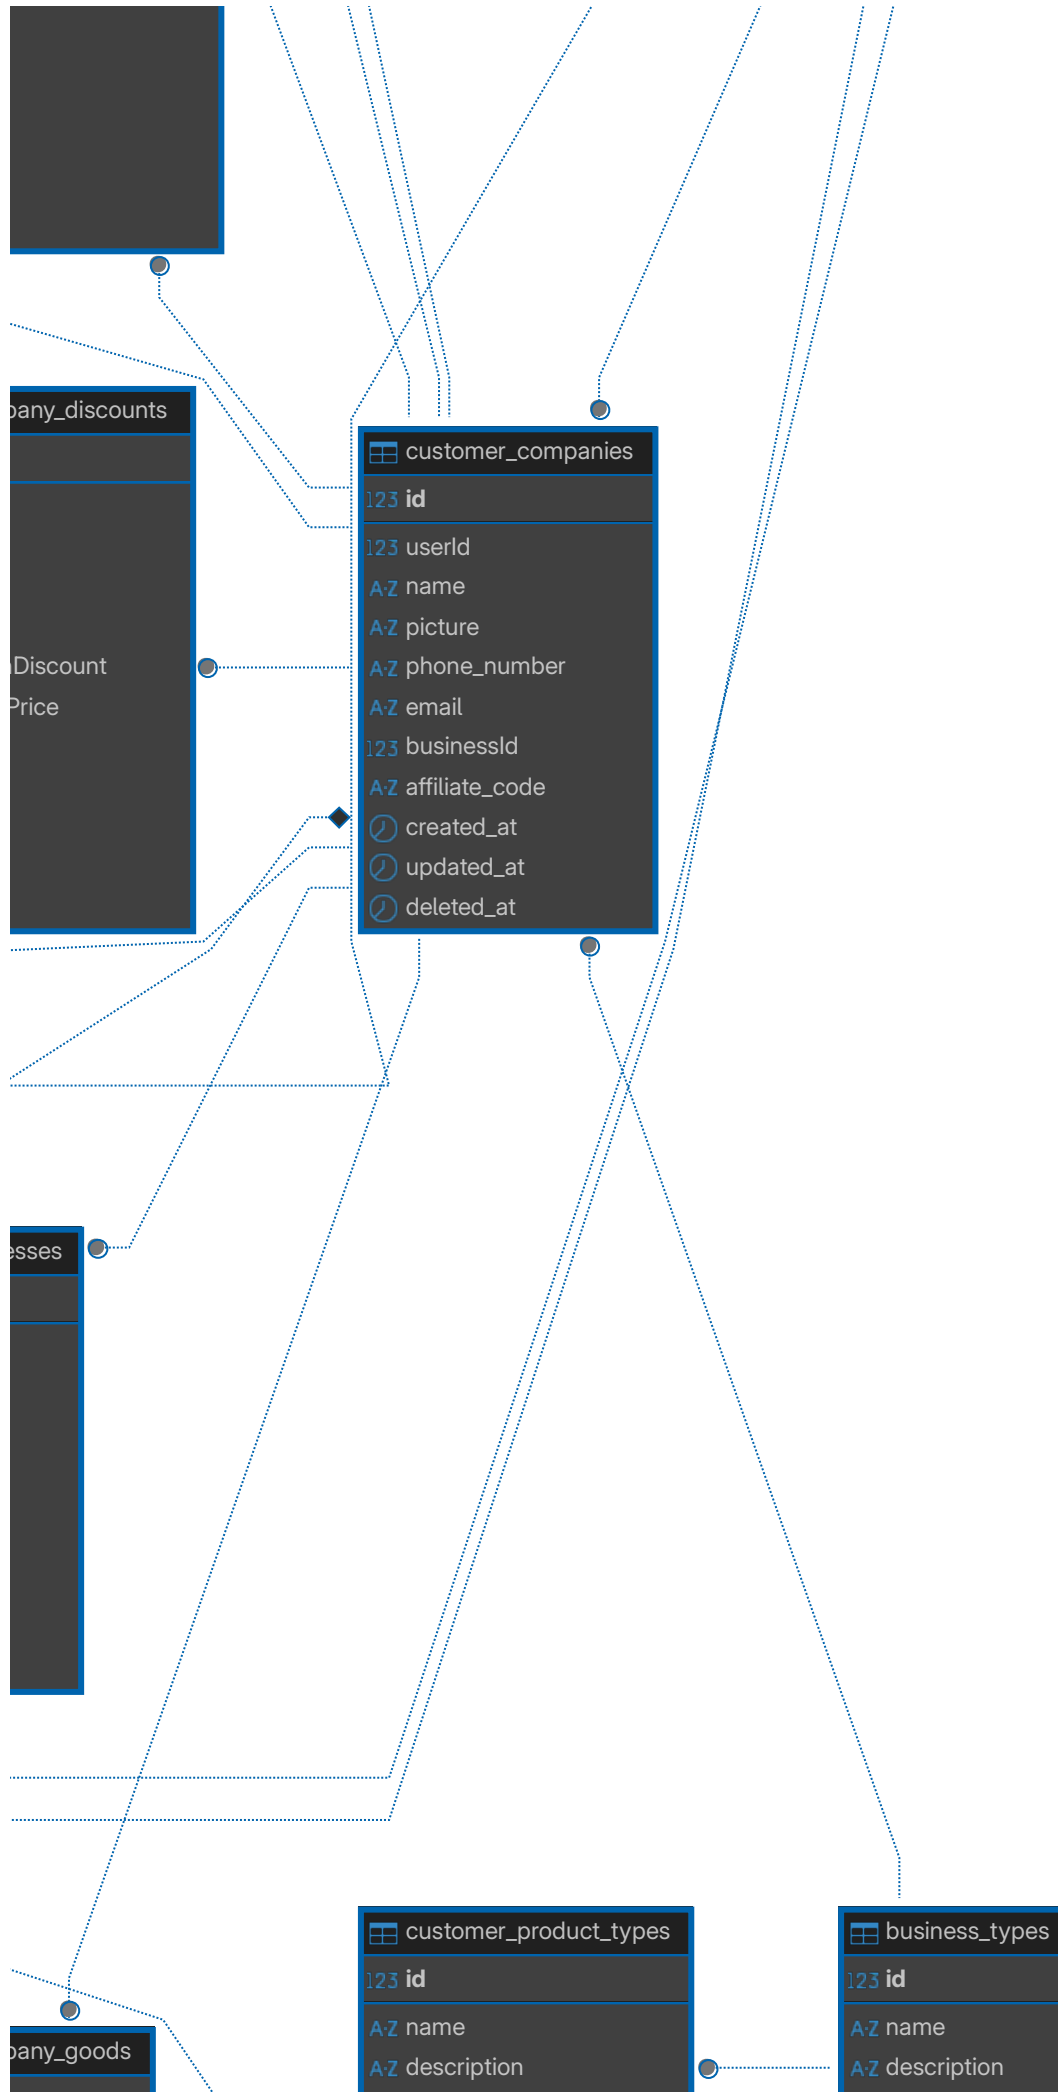 pany_discounts
Discount
Price
customer_companies
123 id
123 userId
A-Z name
A-Z picture
A-Z phone_number
A-Z email
123 businessId
A-Z affiliate_code
created_at
updated_at
deleted_at
esses
pany_goods
customer_product_types
123 id
A-Z name
A-Z description
business_types
123 id
A-Z name
A-Z description